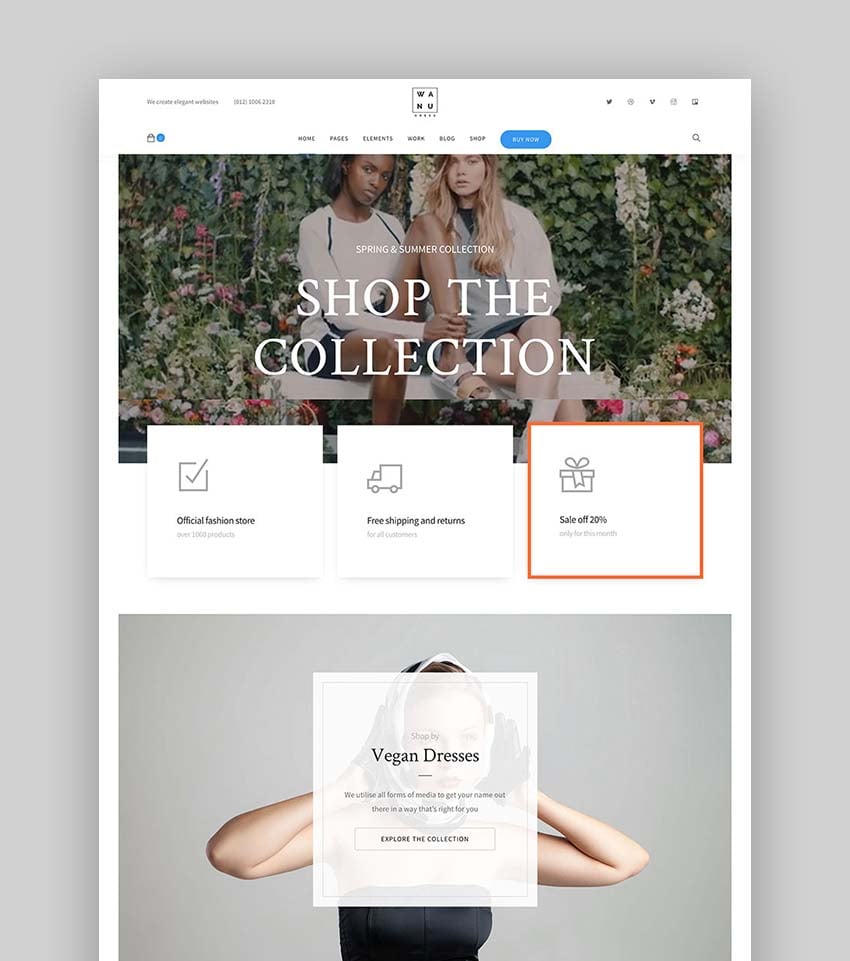 We create elegant websites (012) 1006 2310
W A
N U
0
HOME PAGES ELEMENTS WORK BLOG SHOP BUY NOW
SPRING & SUMMER COLLECTION
SHOP THE
COLLECTION
Official fashion store
over 1060 products
Free shipping and returns
for all customers
Sale off 20%
only for this month
Shop by
Vegan Dresses
We utilise all forms of media to get your name out
there in a way that's right for you
EXPLORE THE COLLECTION